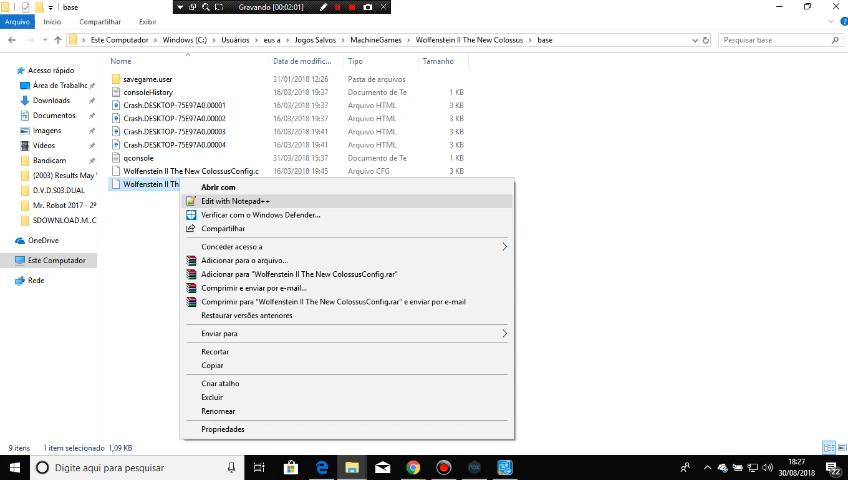 base
Gravando [00:02:01]
Arquivo
Início
Compartilhar
Exibir
Este Computador › Windows (C:) › Usuários › eus a › Jogos Salvos › MachineGames › Wolfenstein II The New Colossus › base
Pesquisar base
Nome
Data de modific...
Tipo
Tamanho
Acesso rápido
Área de Trabalho
Downloads
Documentos
Imagens
Vídeos
Bandicam
(2003) Results May
D.V.D.S03.DUAL
Mr. Robot 2017 - 2ª
SDOWNLOAD.M..C
OneDrive
Este Computador
Rede
savegame.user 31/01/2018 12:26 Pasta de arquivos
consoleHistory 16/03/2018 19:37 Documento de Te 1 KB
Crash.DESKTOP-75E97A0.00001 16/03/2018 19:37 Arquivo HTML 3 KB
Crash.DESKTOP-75E97A0.00002 16/03/2018 19:37 Arquivo HTML 3 KB
Crash.DESKTOP-75E97A0.00003 16/03/2018 19:41 Arquivo HTML 3 KB
Crash.DESKTOP-75E97A0.00004 16/03/2018 19:41 Arquivo HTML 3 KB
qconsole 31/03/2018 15:37 Documento de Te 1 KB
Wolfenstein II The New ColossusConfig.c 16/03/2018 19:45 Arquivo CFG 3 KB
Wolfenstein II Th
Abrir com
Edit with Notepad++
Verificar com o Windows Defender...
Compartilhar
Conceder acesso a
Adicionar para o arquivo...
Adicionar para "Wolfenstein II The New ColossusConfig.rar"
Comprimir e enviar por e-mail...
Comprimir para "Wolfenstein II The New ColossusConfig.rar" e enviar por e-mail
Restaurar versões anteriores
Enviar para
Recortar
Copiar
Criar atalho
Excluir
Renomear
Propriedades
9 itens 1 item selecionado 1,09 KB
Digite aqui para pesquisar
18:27
30/08/2018
22